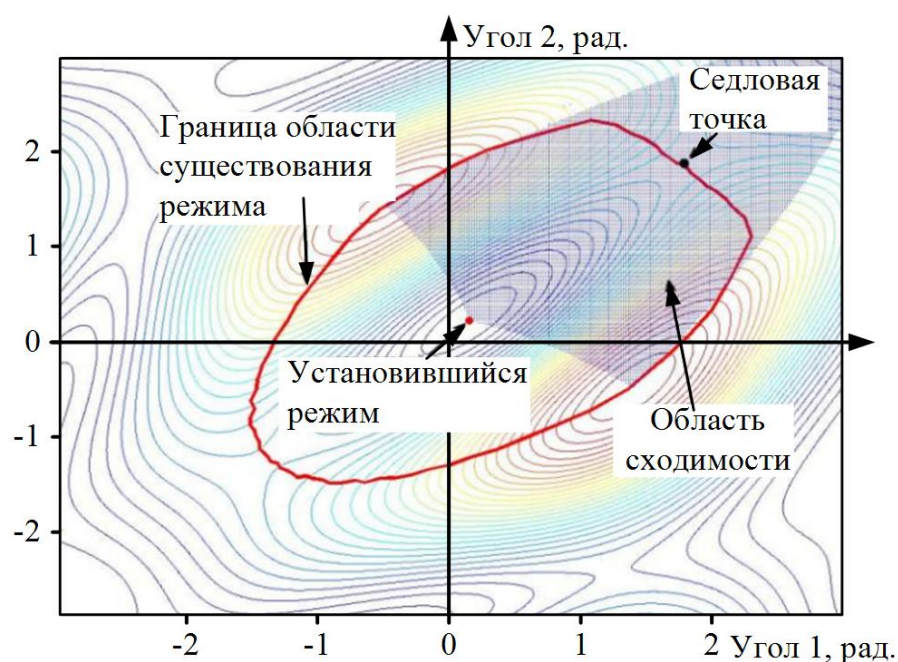 Угол 2, рад.
Седловая
точка
Граница области
существования
режима
2
1
0
-1
-2
Установившийся
режим
Область
сходимости
-2
-1
0
1
2
Угол 1, рад.